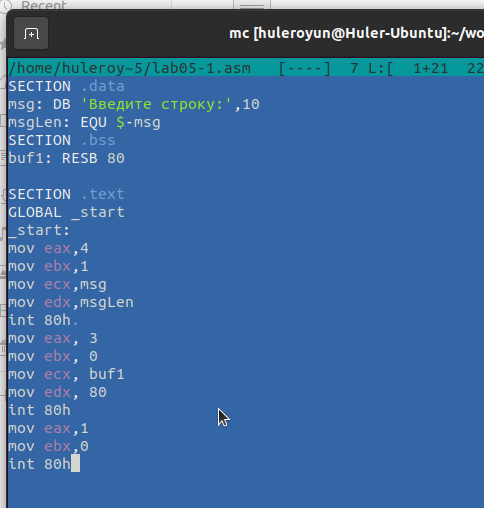 Recent
mc [huleroyun@Huler-Ubuntu]:~/wo
/home/huleroy~5/lab05-1.asm [----] 7 L:[ 1+21 22
SECTION .data
msg: DB 'Введите строку:',10
msgLen: EQU $-msg
SECTION .bss
buf1: RESB 80
SECTION .text
GLOBAL _start
_start:
mov eax,4
mov ebx,1
mov ecx,msg
mov edx,msgLen
int 80h.
mov eax, 3
mov ebx, 0
mov ecx, buf1
mov edx, 80
int 80h
mov eax,1
mov ebx,0
int 80h